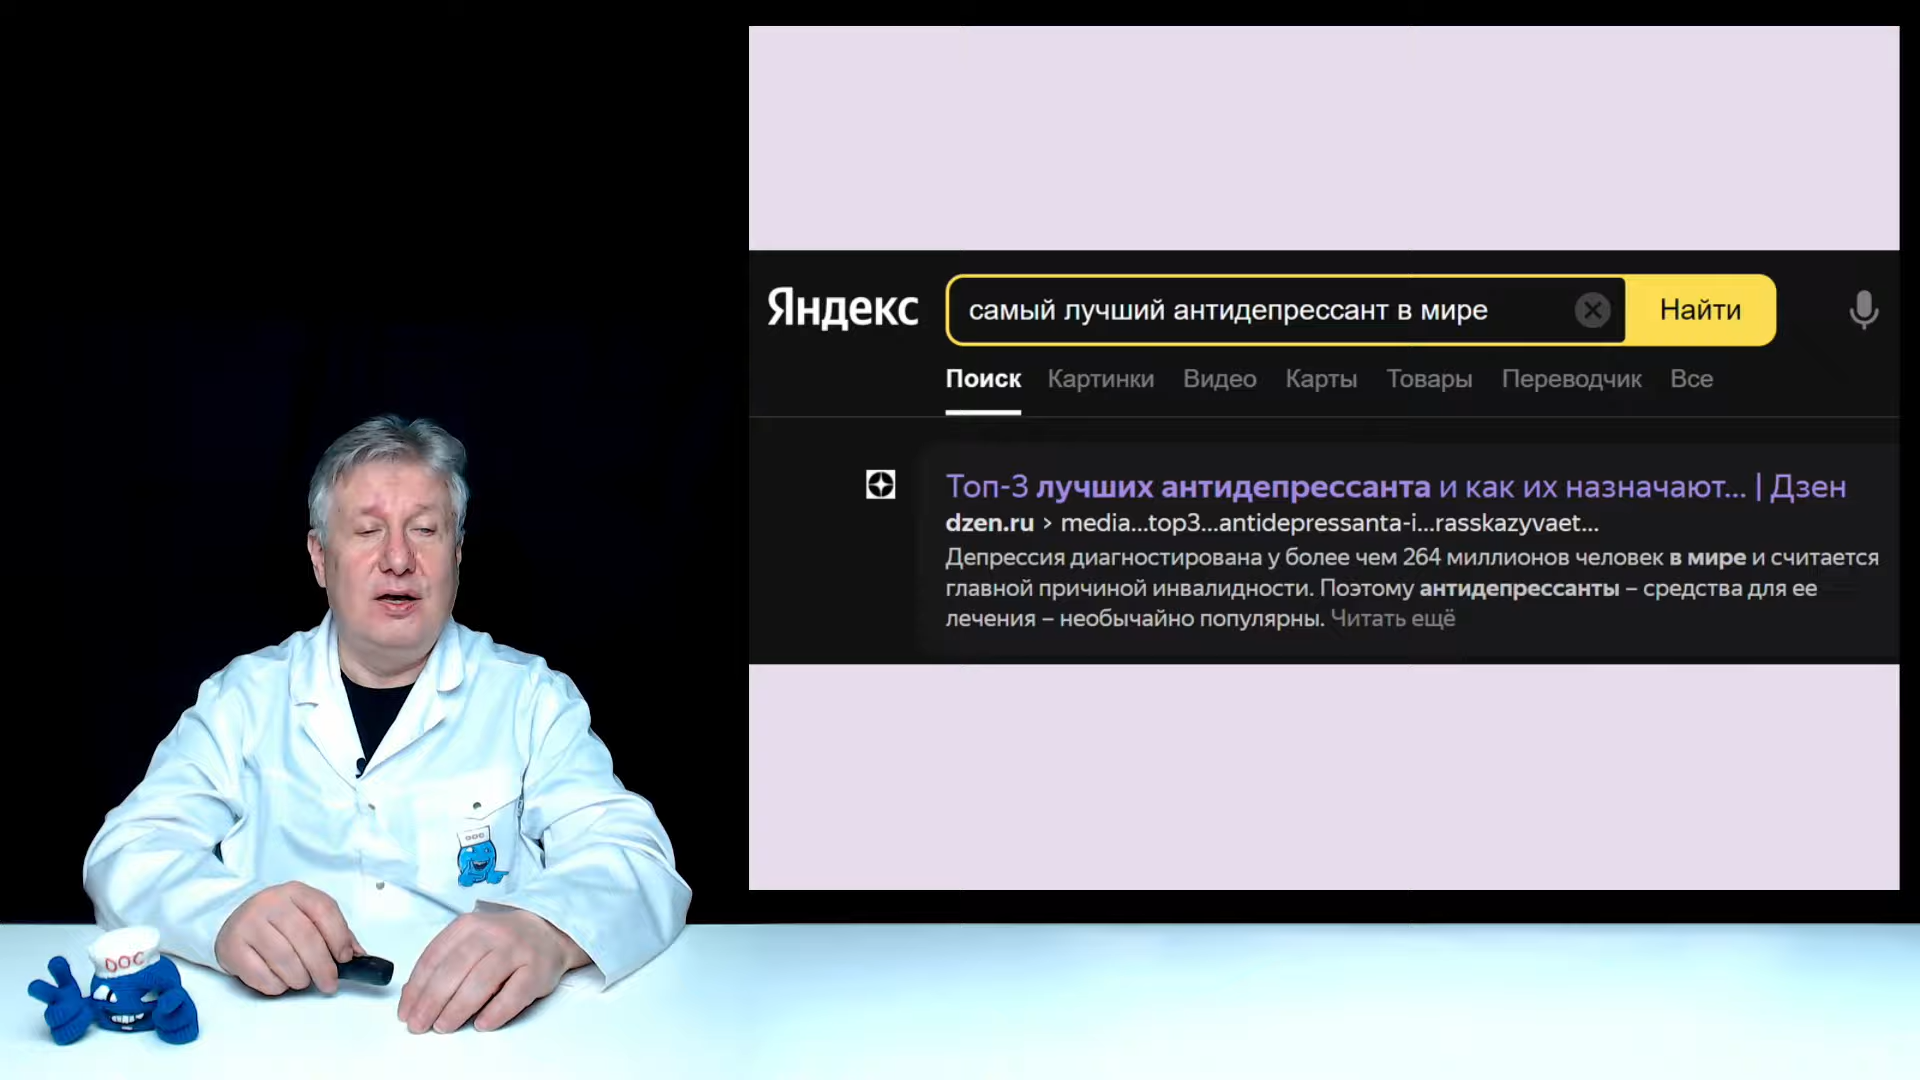 Яндекс
самый лучший антидепрессант в мире
Найти
Поиск Картинки Видео Карты Товары Переводчик Все
Топ-3 лучших антидепрессанта и как их назначают... | Дзен
dzen.ru › media...top3...antidepressanta-i...rasskazyvaet...
Депрессия диагностирована у более чем 264 миллионов человек в мире и считается
главной причиной инвалидности. Поэтому антидепрессанты – средства для ее
лечения – необычайно популярны. Читать ещё
DOC
DOC